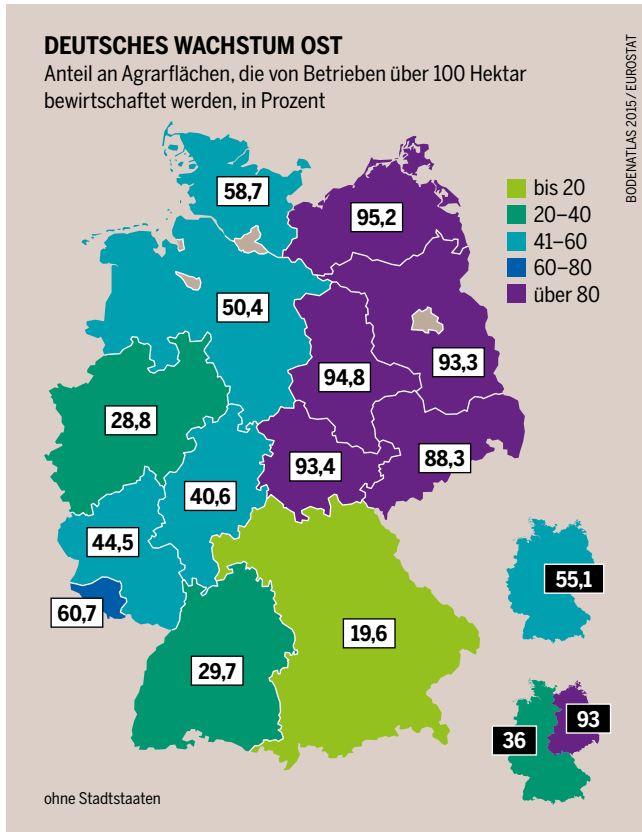 DEUTSCHES WACHSTUM OST
Anteil an Agrarflächen, die von Betrieben über 100 Hektar
bewirtschaftet werden, in Prozent
BODENATLAS 2015 / EUROSTAT
bis 20
20–40
41–60
60–80
über 80
58,7
95,2
50,4
93,3
94,8
28,8
88,3
93,4
40,6
44,5
55,1
60,7
19,6
29,7
93
36
ohne Stadtstaaten